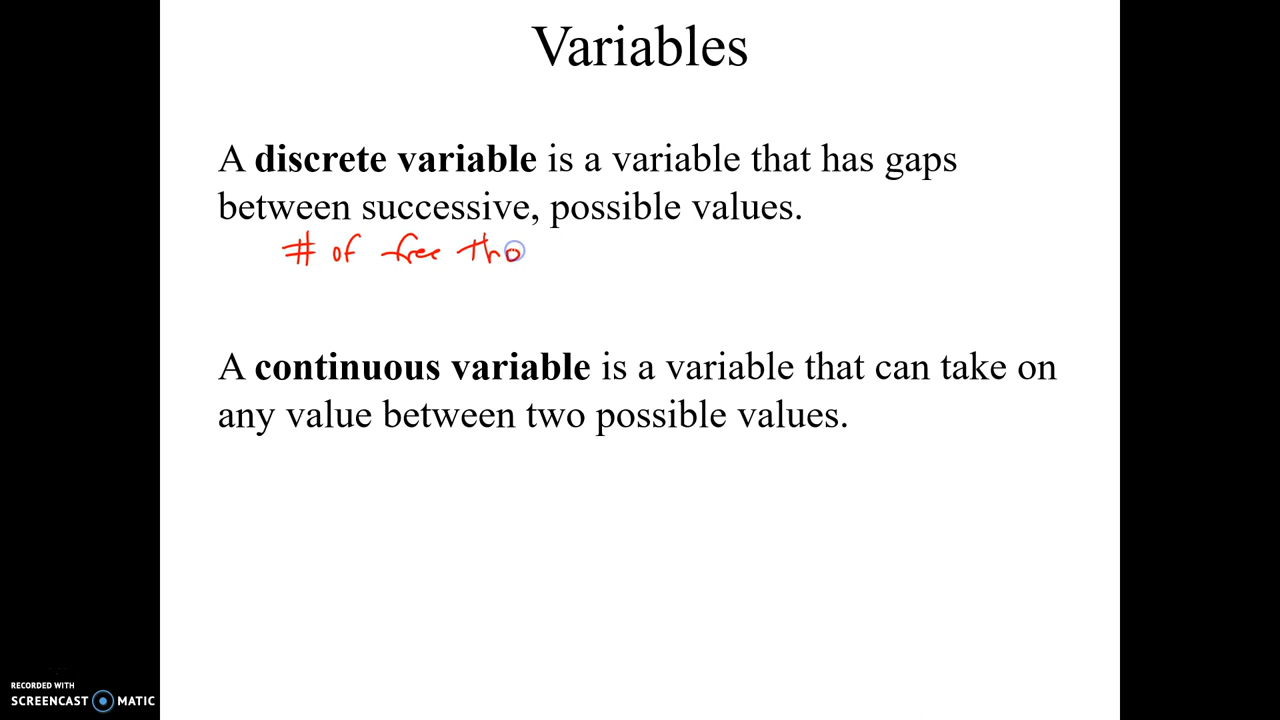 Variables
A discrete variable is a variable that has gaps
between successive, possible values.
# of free tho
A continuous variable is a variable that can take on
any value between two possible values.
RECORDED WITH
SCREENCAST MATIC